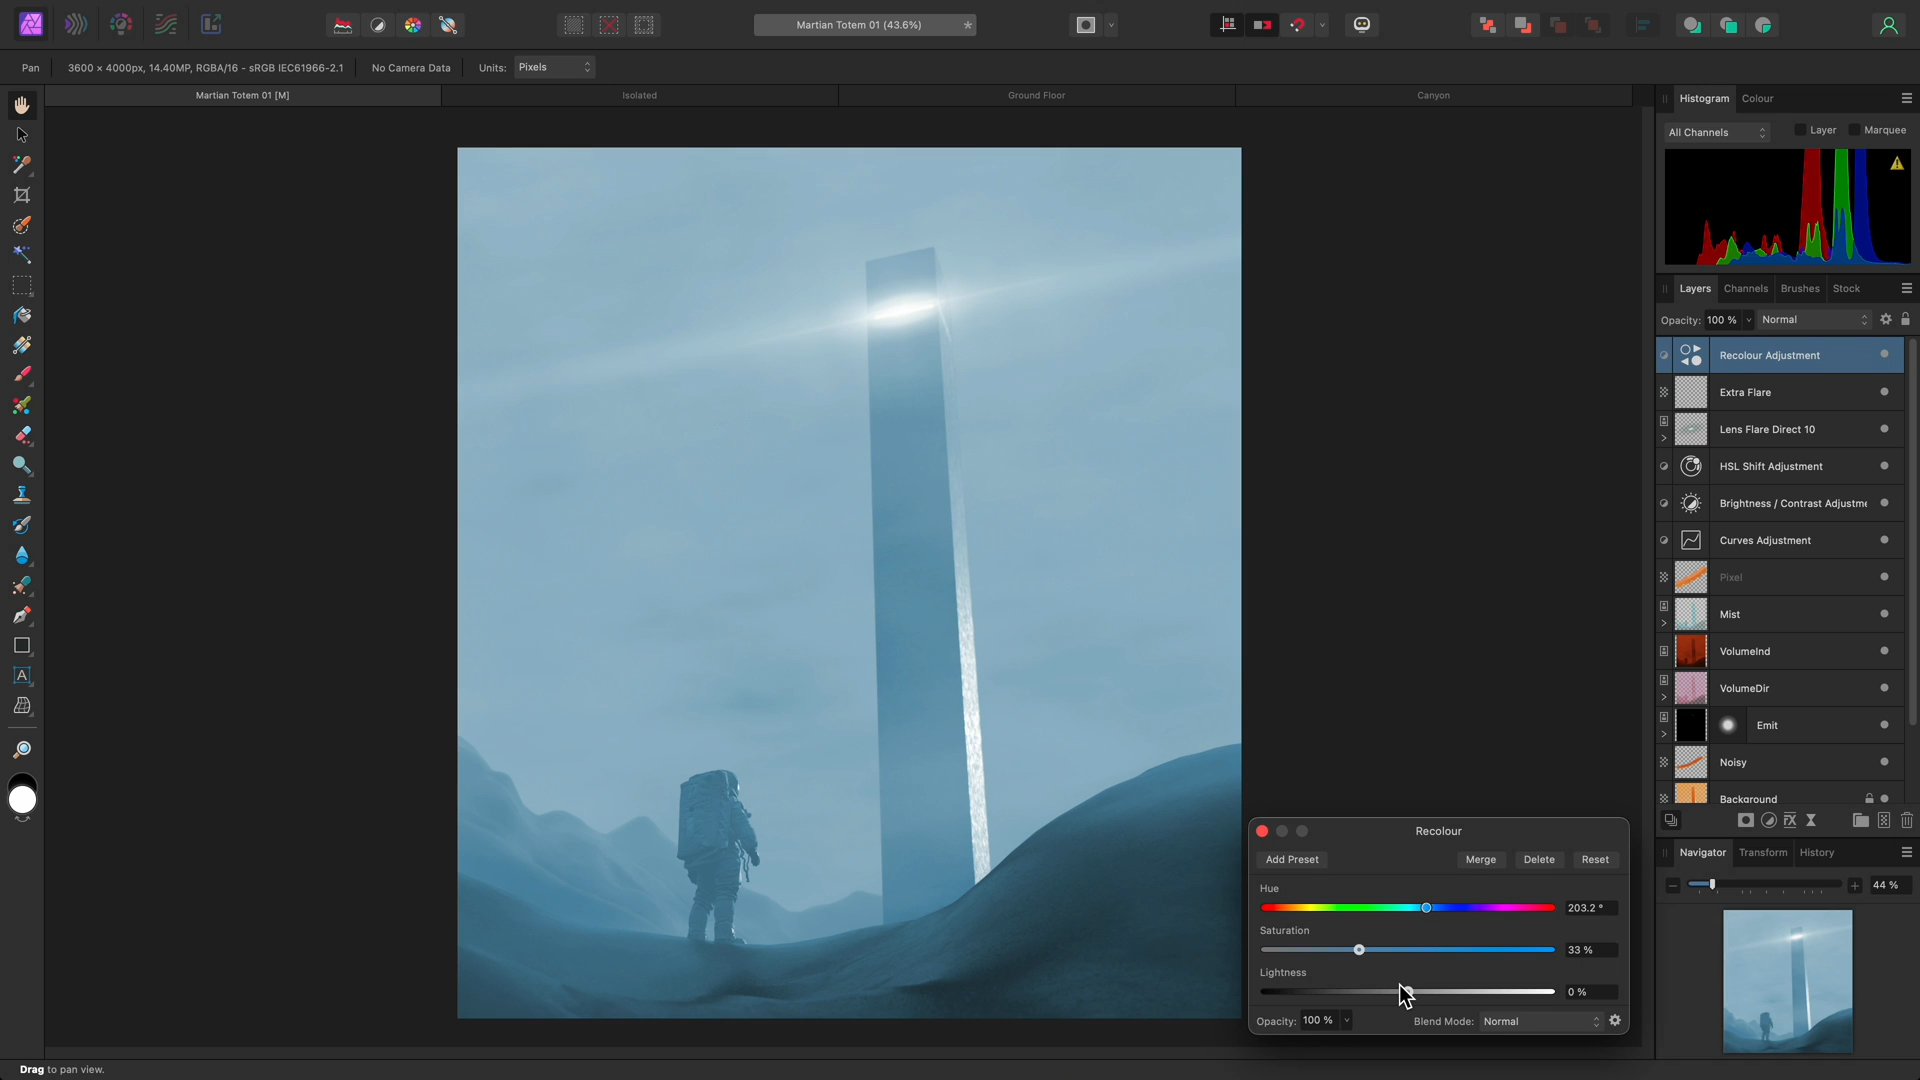 Martian Totem 01 (43.6%)
*
Pan
3600 × 4000px, 14.40MP, RGBA/16 - sRGB IEC61966-2.1
No Camera Data
Units:
Pixels
Martian Totem 01 [M]
Isolated
Ground Floor
Canyon
Histogram
Colour
All Channels
Layer
Marquee
Layers
Channels
Brushes
Stock
Opacity:
100 %
Normal
Recolour Adjustment
Extra Flare
Lens Flare Direct 10
HSL Shift Adjustment
Brightness / Contrast Adjustme
Curves Adjustment
Pixel
Mist
VolumeInd
VolumeDir
Emit
Noisy
Background
A
Recolour
Add Preset
Merge
Delete
Reset
Hue
203.2 °
Saturation
33 %
Lightness
0 %
Opacity:
100 %
Blend Mode:
Normal
Navigator
Transform
History
44 %
Drag to pan view.